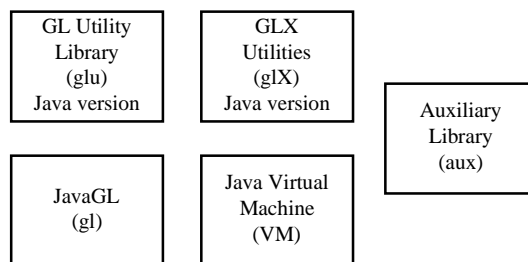 GL Utility
Library
(glu)
Java version
GLX
Utilities
(glX)
Java version
Auxiliary
Library
(aux)
JavaGL
(gl)
Java Virtual
Machine
(VM)